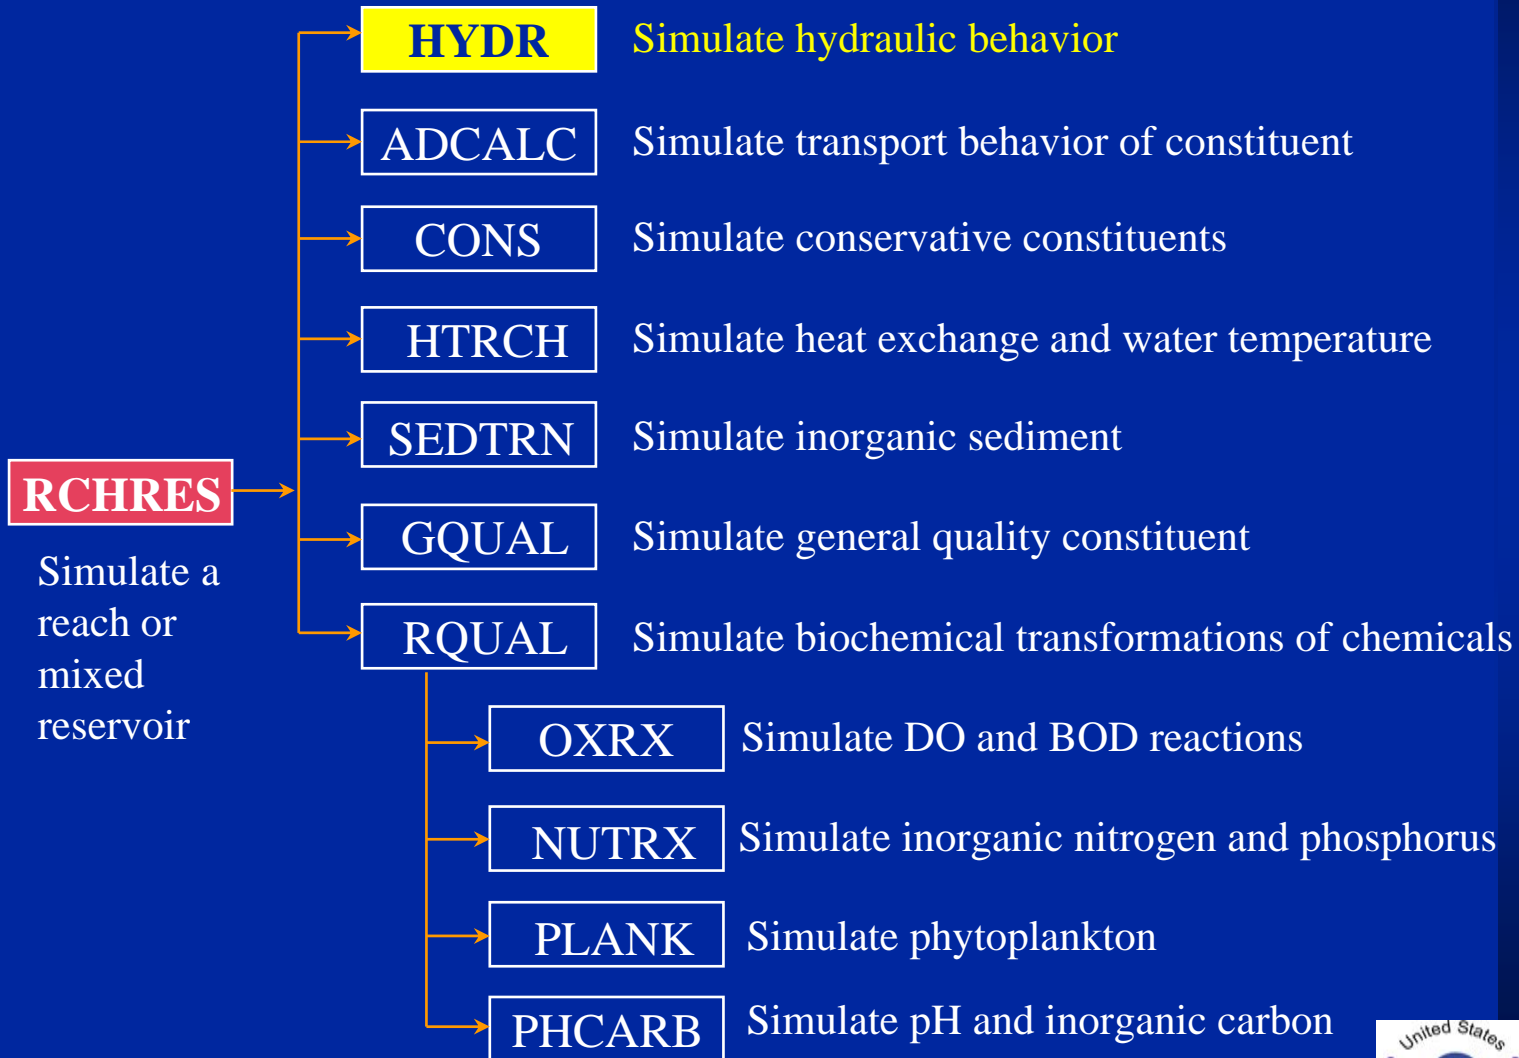 HYDR Simulate hydraulic behavior
ADCALC Simulate transport behavior of constituent
CONS Simulate conservative constituents
HTRCH Simulate heat exchange and water temperature
SEDTRN Simulate inorganic sediment
RCHRES
Simulate a
reach or
mixed
reservoir
GQUAL Simulate general quality constituent
RQUAL Simulate biochemical transformations of chemicals
OXRX Simulate DO and BOD reactions
NUTRX Simulate inorganic nitrogen and phosphorus
PLANK Simulate phytoplankton
PHCARB Simulate pH and inorganic carbon
United States